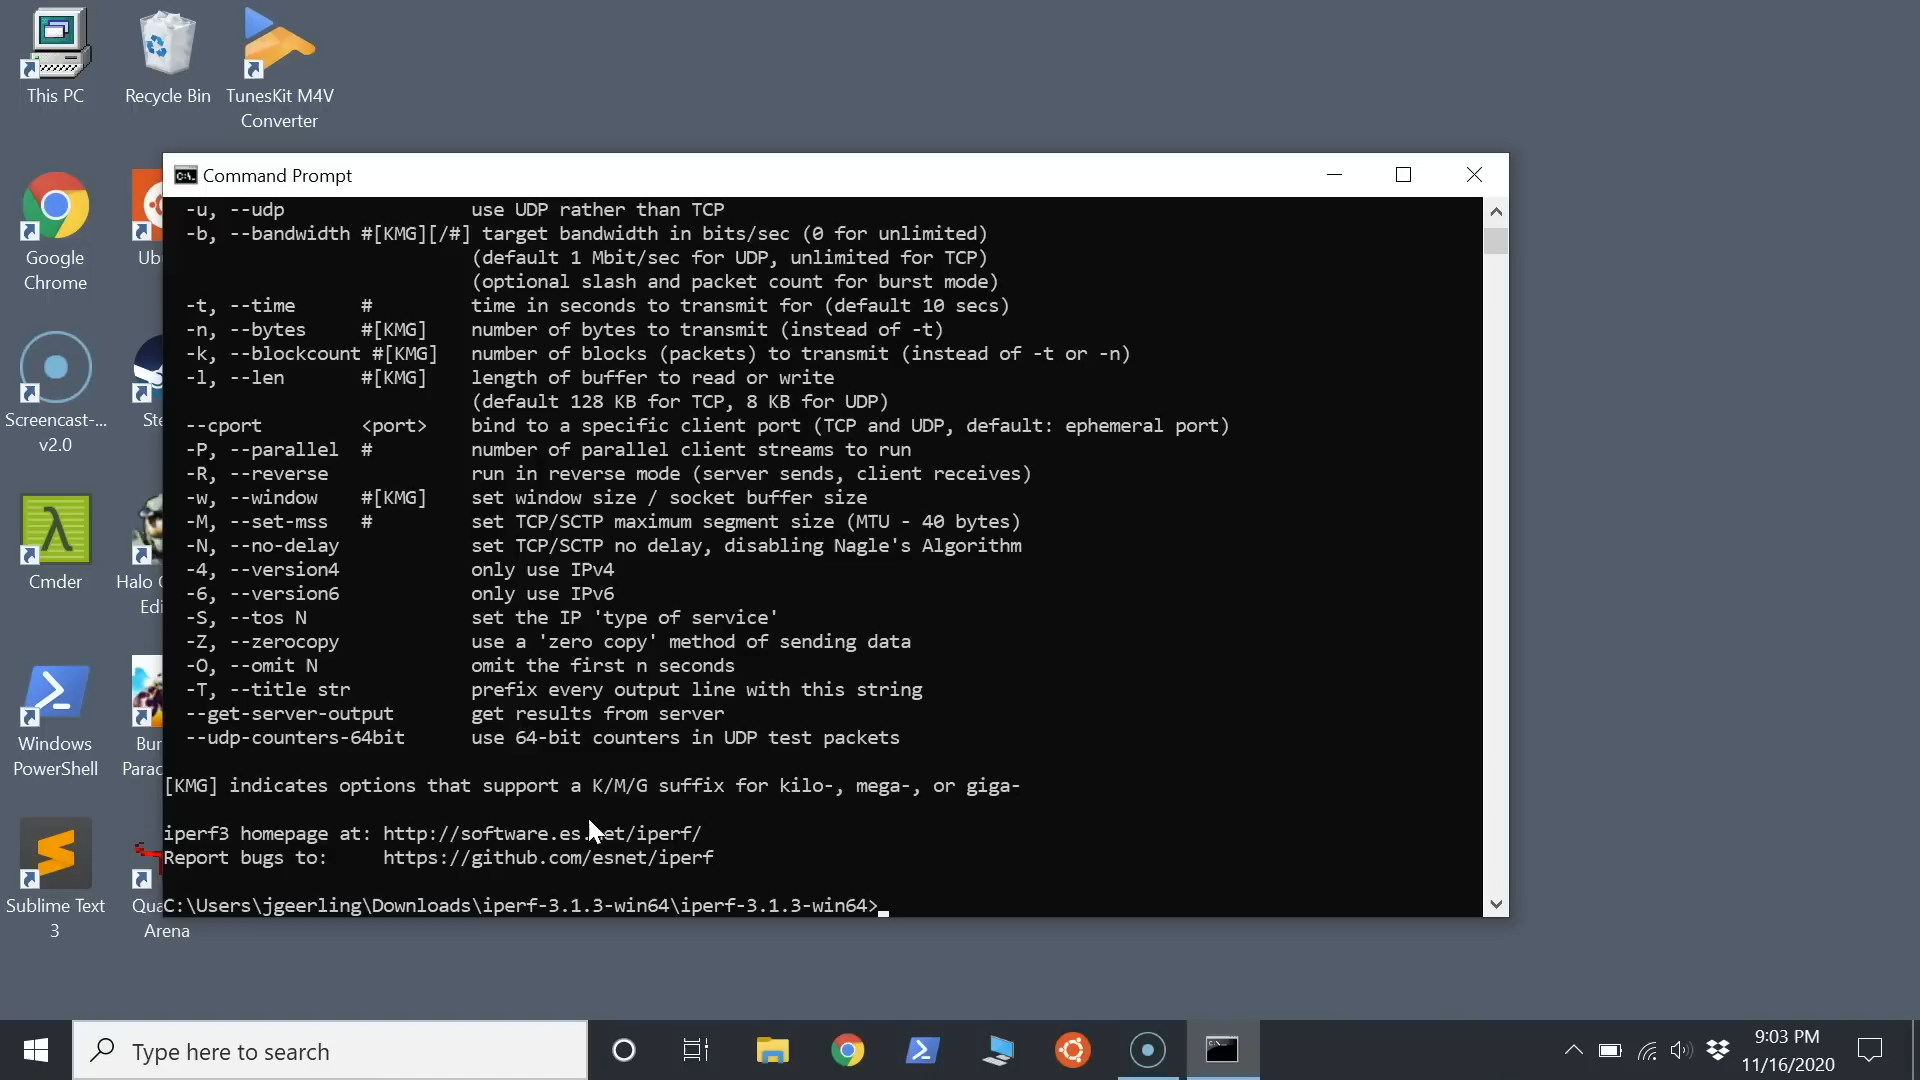 This PC
Recycle Bin
TunesKit M4V
Converter
Google
Chrome
Ub
Screencast-...
v2.0
Ste
Cmder
Halo C
Edi
Windows
PowerShell
Bur
Parad
Sublime Text
3
Qua
Arena
Command Prompt
-u, --udp use UDP rather than TCP
-b, --bandwidth #[KMG][/#] target bandwidth in bits/sec (0 for unlimited)
(default 1 Mbit/sec for UDP, unlimited for TCP)
(optional slash and packet count for burst mode)
-t, --time # time in seconds to transmit for (default 10 secs)
-n, --bytes #[KMG] number of bytes to transmit (instead of -t)
-k, --blockcount #[KMG] number of blocks (packets) to transmit (instead of -t or -n)
-l, --len #[KMG] length of buffer to read or write
(default 128 KB for TCP, 8 KB for UDP)
--cport <port> bind to a specific client port (TCP and UDP, default: ephemeral port)
-P, --parallel # number of parallel client streams to run
-R, --reverse run in reverse mode (server sends, client receives)
-w, --window #[KMG] set window size / socket buffer size
-M, --set-mss # set TCP/SCTP maximum segment size (MTU - 40 bytes)
-N, --no-delay set TCP/SCTP no delay, disabling Nagle's Algorithm
-4, --version4 only use IPv4
-6, --version6 only use IPv6
-S, --tos N set the IP 'type of service'
-Z, --zerocopy use a 'zero copy' method of sending data
-O, --omit N omit the first n seconds
-T, --title str prefix every output line with this string
--get-server-output get results from server
--udp-counters-64bit use 64-bit counters in UDP test packets
[KMG] indicates options that support a K/M/G suffix for kilo-, mega-, or giga-
iperf3 homepage at: http://software.es.net/iperf/
Report bugs to: https://github.com/esnet/iperf
C:\Users\jgeerling\Downloads\iperf-3.1.3-win64\iperf-3.1.3-win64>
Type here to search
9:03 PM
11/16/2020